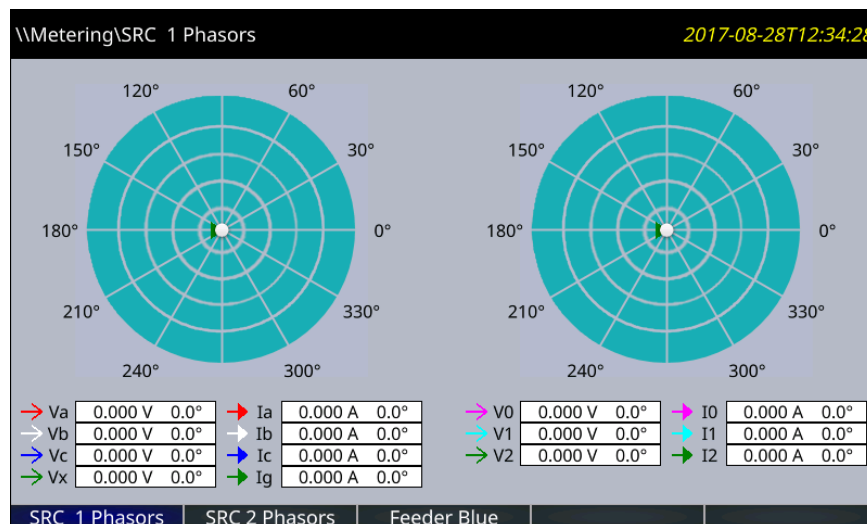 \\Metering\SRC 1 Phasors 2017-08-28T12:34:28
120° 60° 120° 60°
150° 30° 150° 30°
180° 0° 180° 0°
210° 330° 210° 330°
240° 300° 240° 300°
Va 0.000 V 0.0° Ia 0.000 A 0.0° V0 0.000 V 0.0° I0 0.000 A 0.0°
Vb 0.000 V 0.0° Ib 0.000 A 0.0° V1 0.000 V 0.0° I1 0.000 A 0.0°
Vc 0.000 V 0.0° Ic 0.000 A 0.0° V2 0.000 V 0.0° I2 0.000 A 0.0°
Vx 0.000 V 0.0° Ig 0.000 A 0.0°
SRC 1 Phasors SRC 2 Phasors Feeder Blue